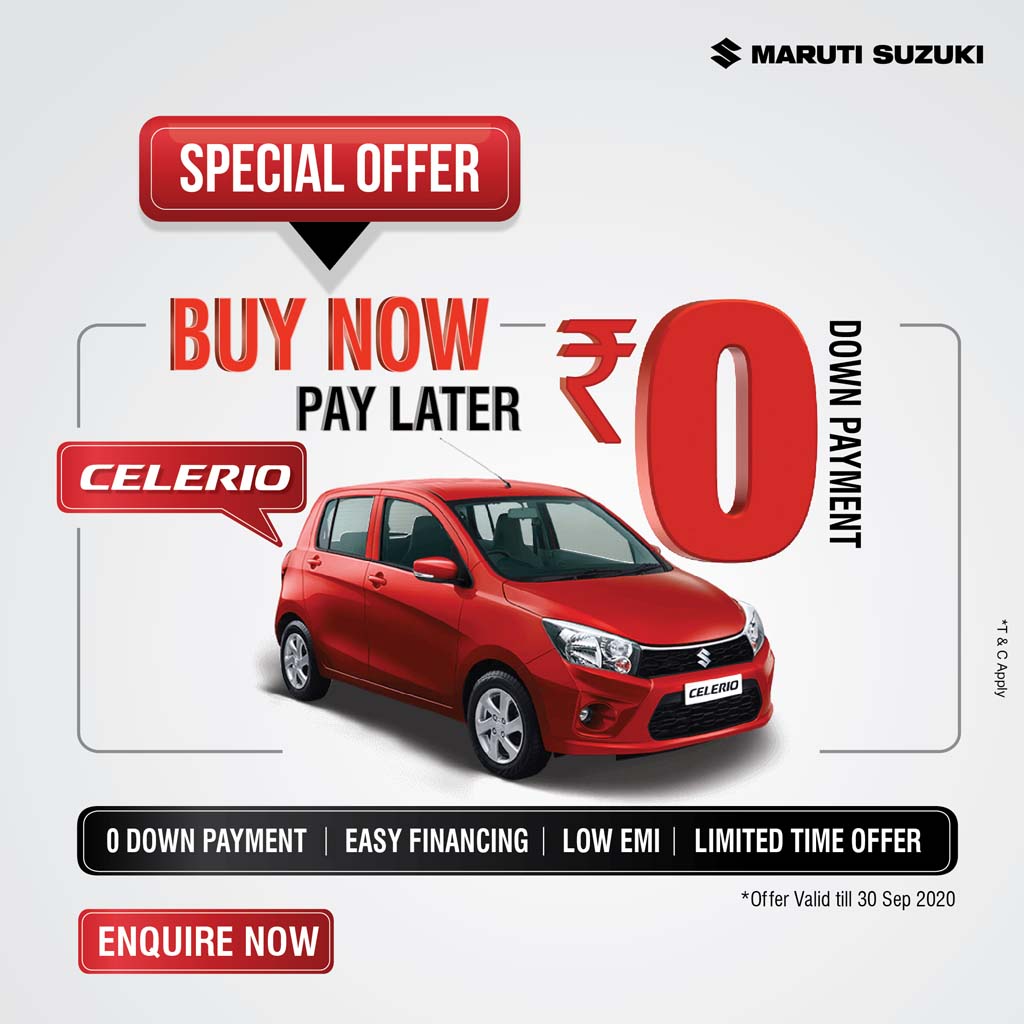 MARUTI SUZUKI
SPECIAL OFFER
BUY NOW
PAY LATER
₹0
DOWN PAYMENT
CELERIO
CELERIO
*T & C Apply
0 DOWN PAYMENT | EASY FINANCING | LOW EMI | LIMITED TIME OFFER
*Offer Valid till 30 Sep 2020
ENQUIRE NOW